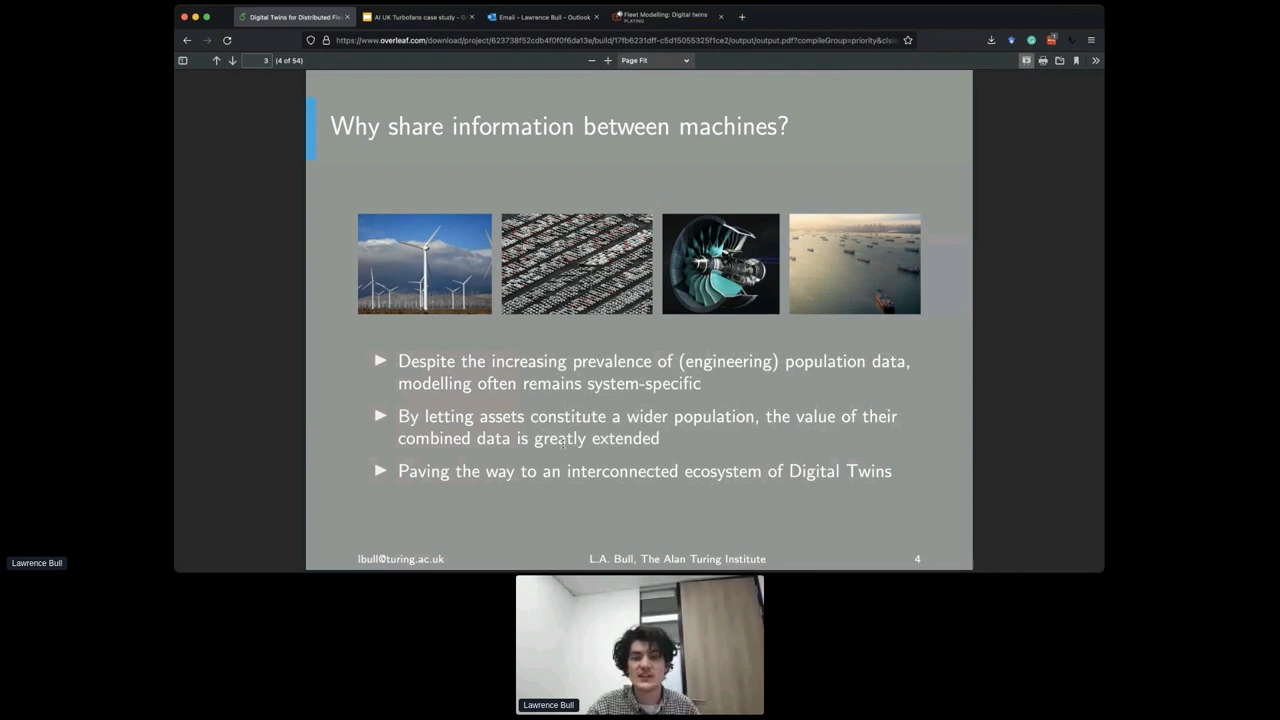 Digital Twins for Distributed Fle
AI UK Turbofans case study - G
Email - Lawrence Bull - Outlook
Fleet Modelling: Digital twins
PLAYING
https://www.overleaf.com/download/project/623738f52cdb4f0f0f6da13e/build/17fb6231dff-c5d15055325f1ce2/output/output.pdf?compileGroup=priority&clsi
3 (4 of 54)
Page Fit
Why share information between machines?
Despite the increasing prevalence of (engineering) population data,
modelling often remains system-specific
By letting assets constitute a wider population, the value of their
combined data is greatly extended
Paving the way to an interconnected ecosystem of Digital Twins
lbull@turing.ac.uk L.A. Bull, The Alan Turing Institute 4
Lawrence Bull
Lawrence Bull